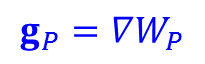 𝐠_P = ∇W_P